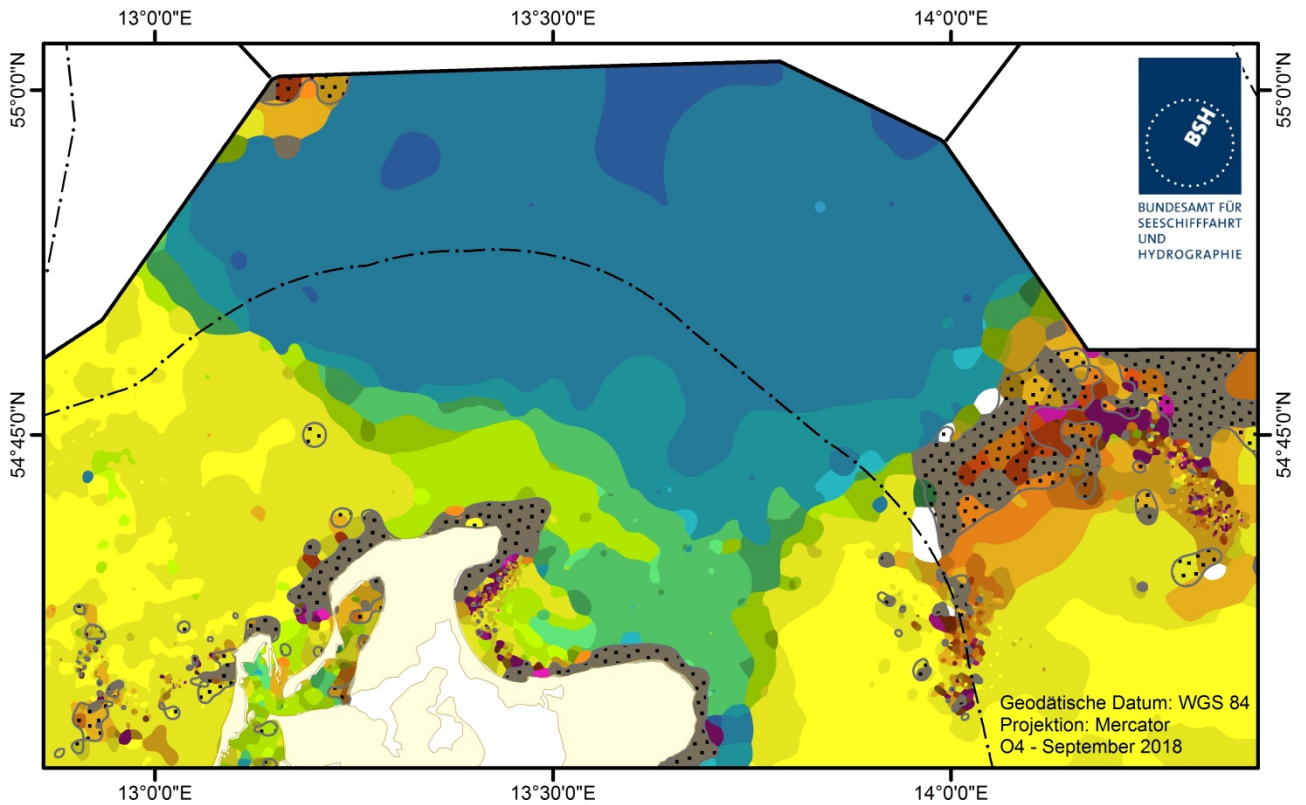 13°0'0"E
13°30'0"E
14°0'0"E
55°0'0"N
55°0'0"N
BSH
BUNDESAMT FÜR
SEESCHIFFFAHRT
UND
HYDROGRAPHIE
54°45'0"N
54°45'0"N
Geodätische Datum: WGS 84
Projektion: Mercator
O4 - September 2018
13°0'0"E
13°30'0"E
14°0'0"E